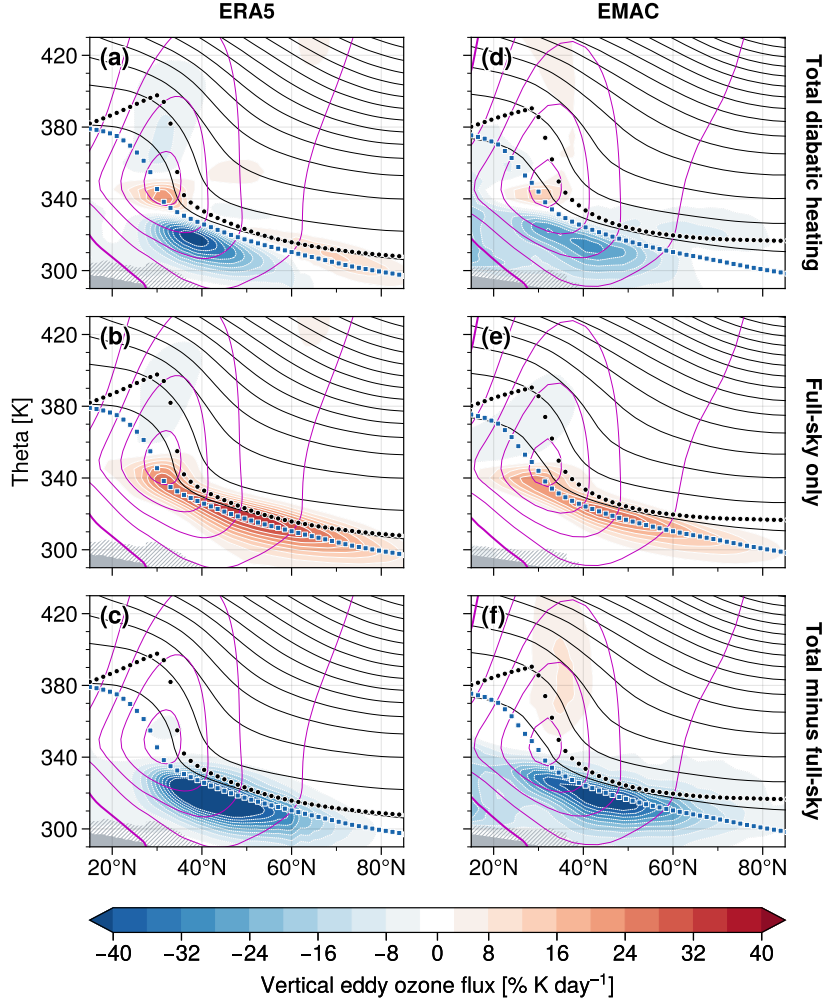 ERA5 EMAC
(a) (d)
420
380
340
300
Total diabatic heating
(b) (e)
420
380
340
300
Theta [K]
Full-sky only
(c) (f)
420
380
340
300
Total minus full-sky
20°N 40°N 60°N 80°N 20°N 40°N 60°N 80°N
−40 −32 −24 −16 −8 0 8 16 24 32 40
Vertical eddy ozone flux [% K day⁻¹]